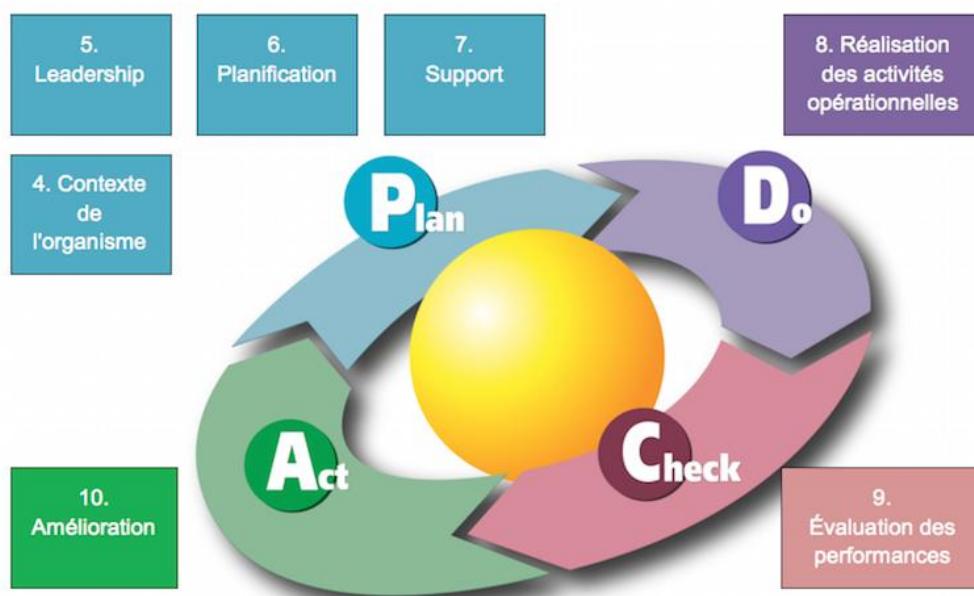 5.
Leadership
6.
Planification
7.
Support
8. Réalisation
des activités
opérationnelles
4. Contexte
de
l'organisme
Plan
Do
Act
Check
10.
Amélioration
9.
Évaluation des
performances